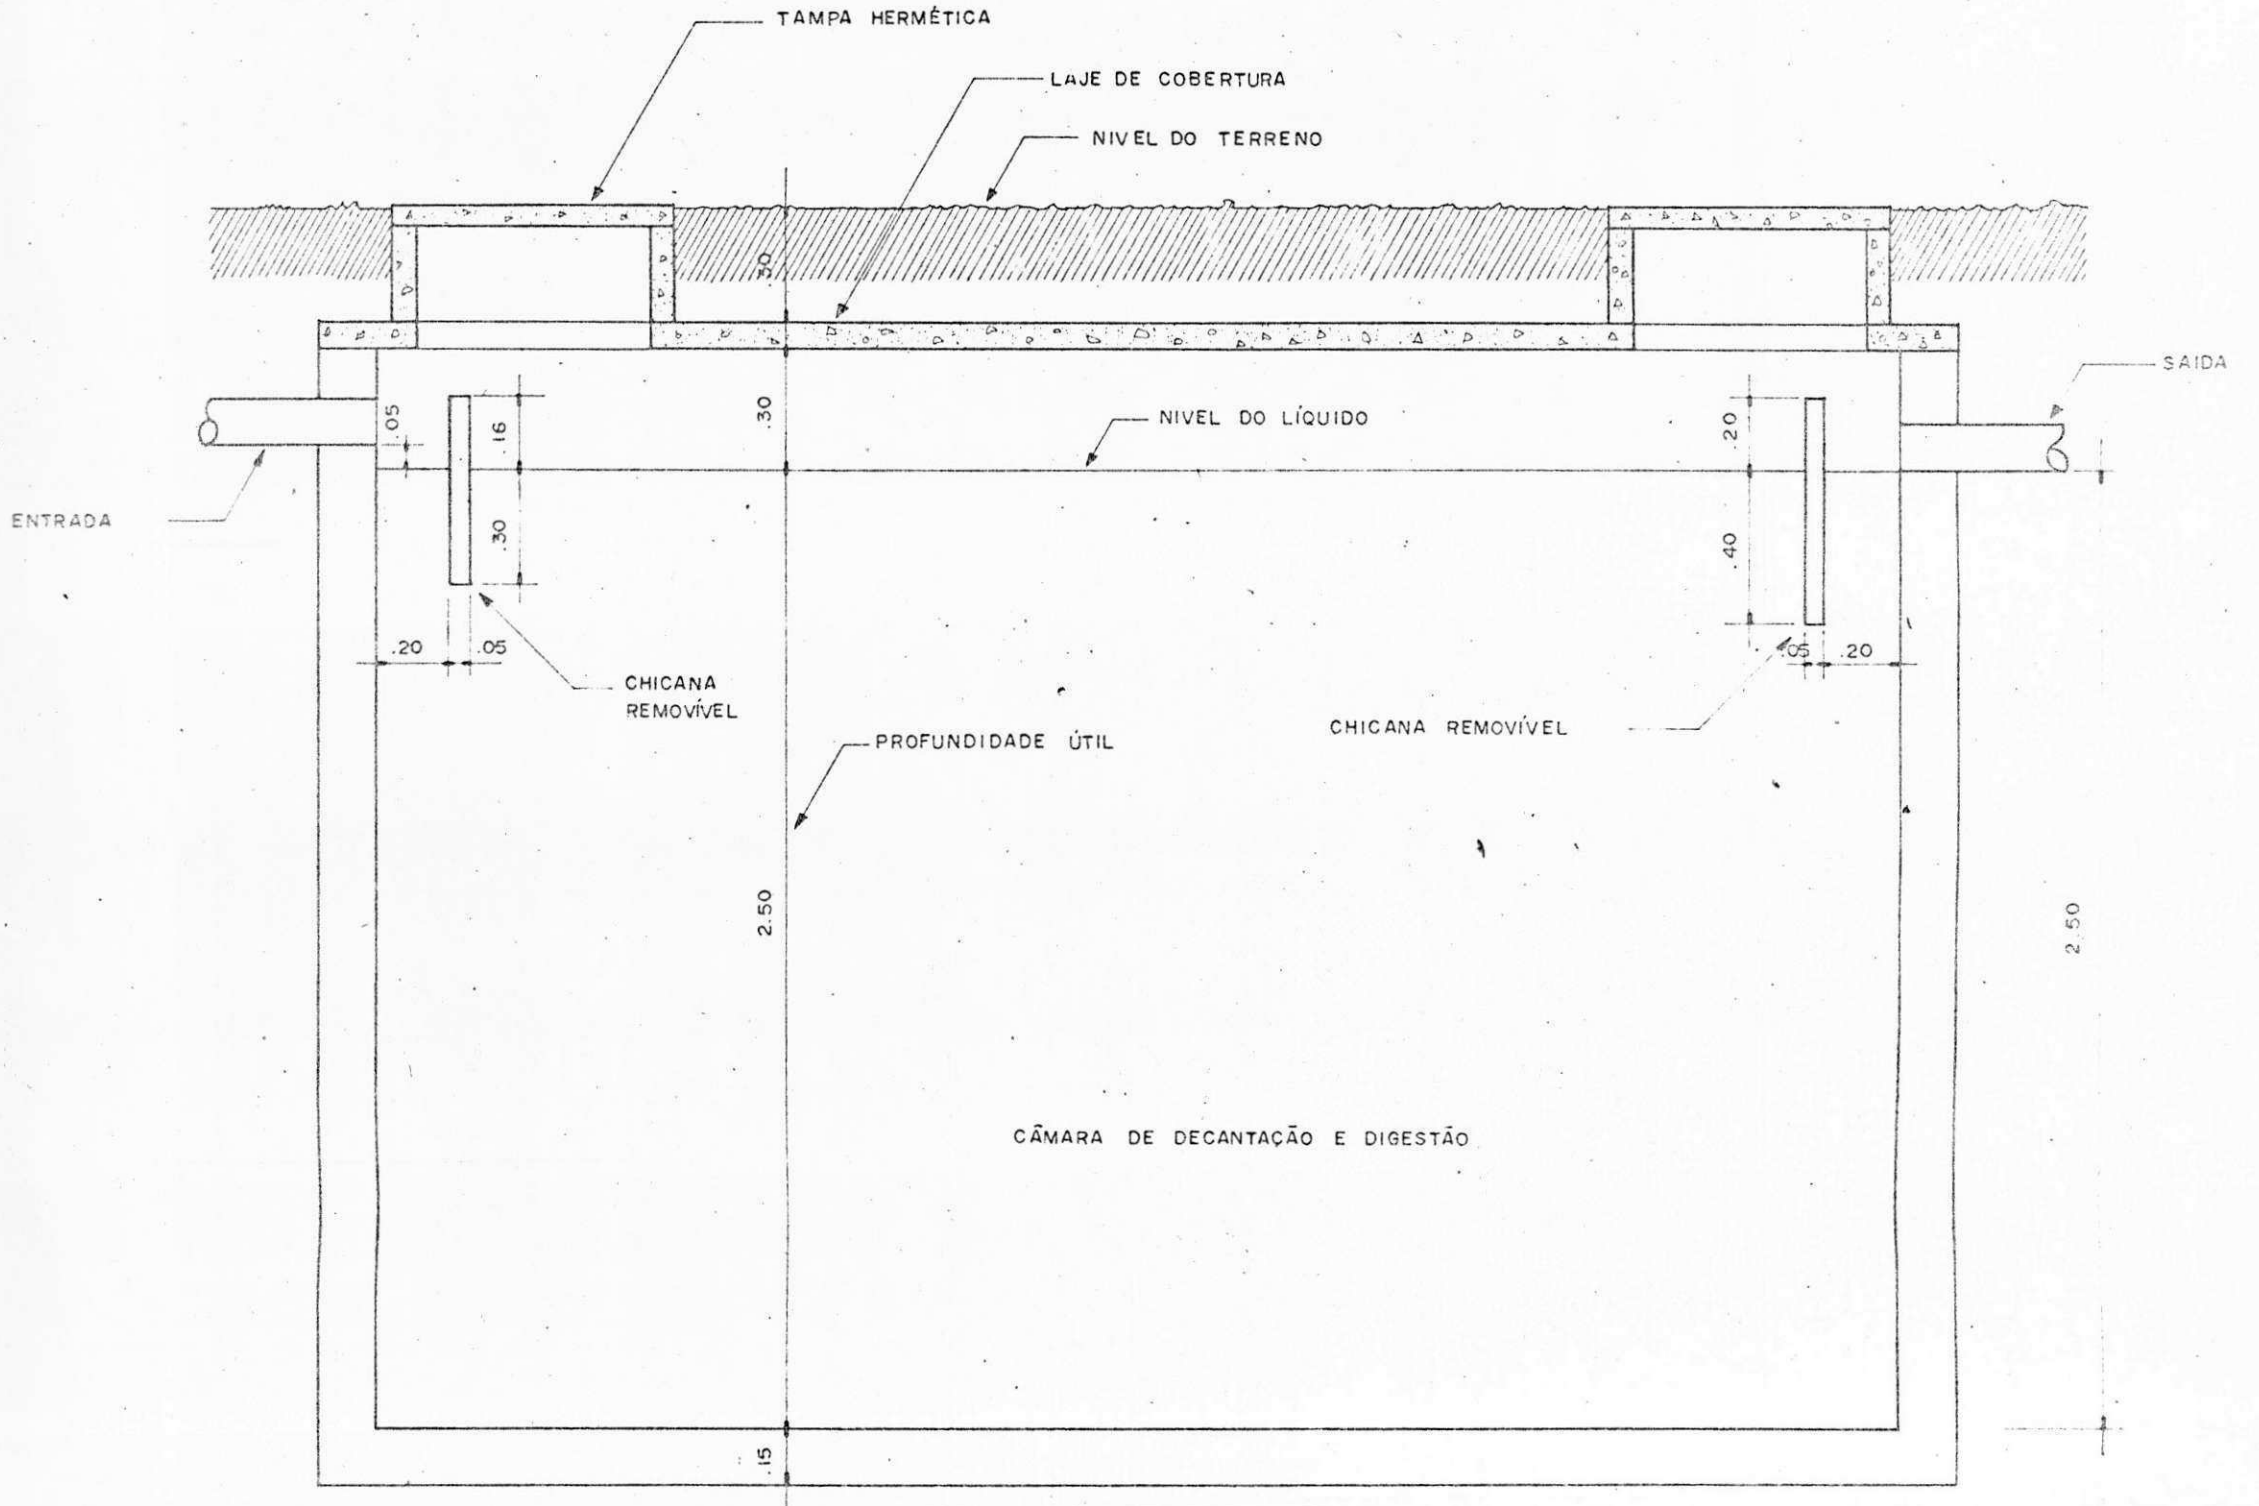 TAMPA HERMÉTICA
LAJE DE COBERTURA
NIVEL DO TERRENO
.30
SAIDA
.05
.16
.30
NIVEL DO LÍQUIDO
.20
ENTRADA
.30
.40
.20
.05
.05
.20
CHICANA
REMOVÍVEL
CHICANA REMOVÍVEL
PROFUNDIDADE ÚTIL
2.50
2.50
CÂMARA DE DECANTAÇÃO E DIGESTÃO
.15